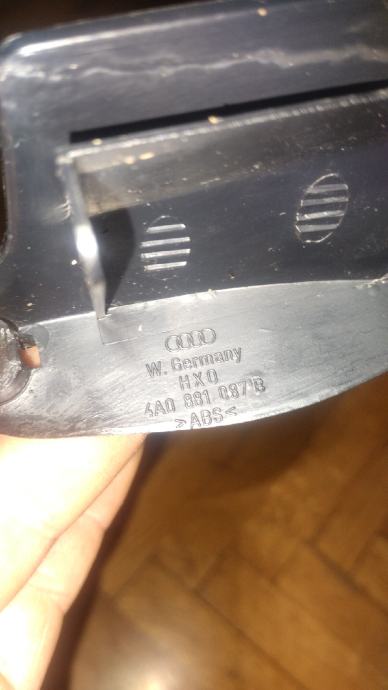 W. Germany
HXO
4A0 881 087 B
>ABS<